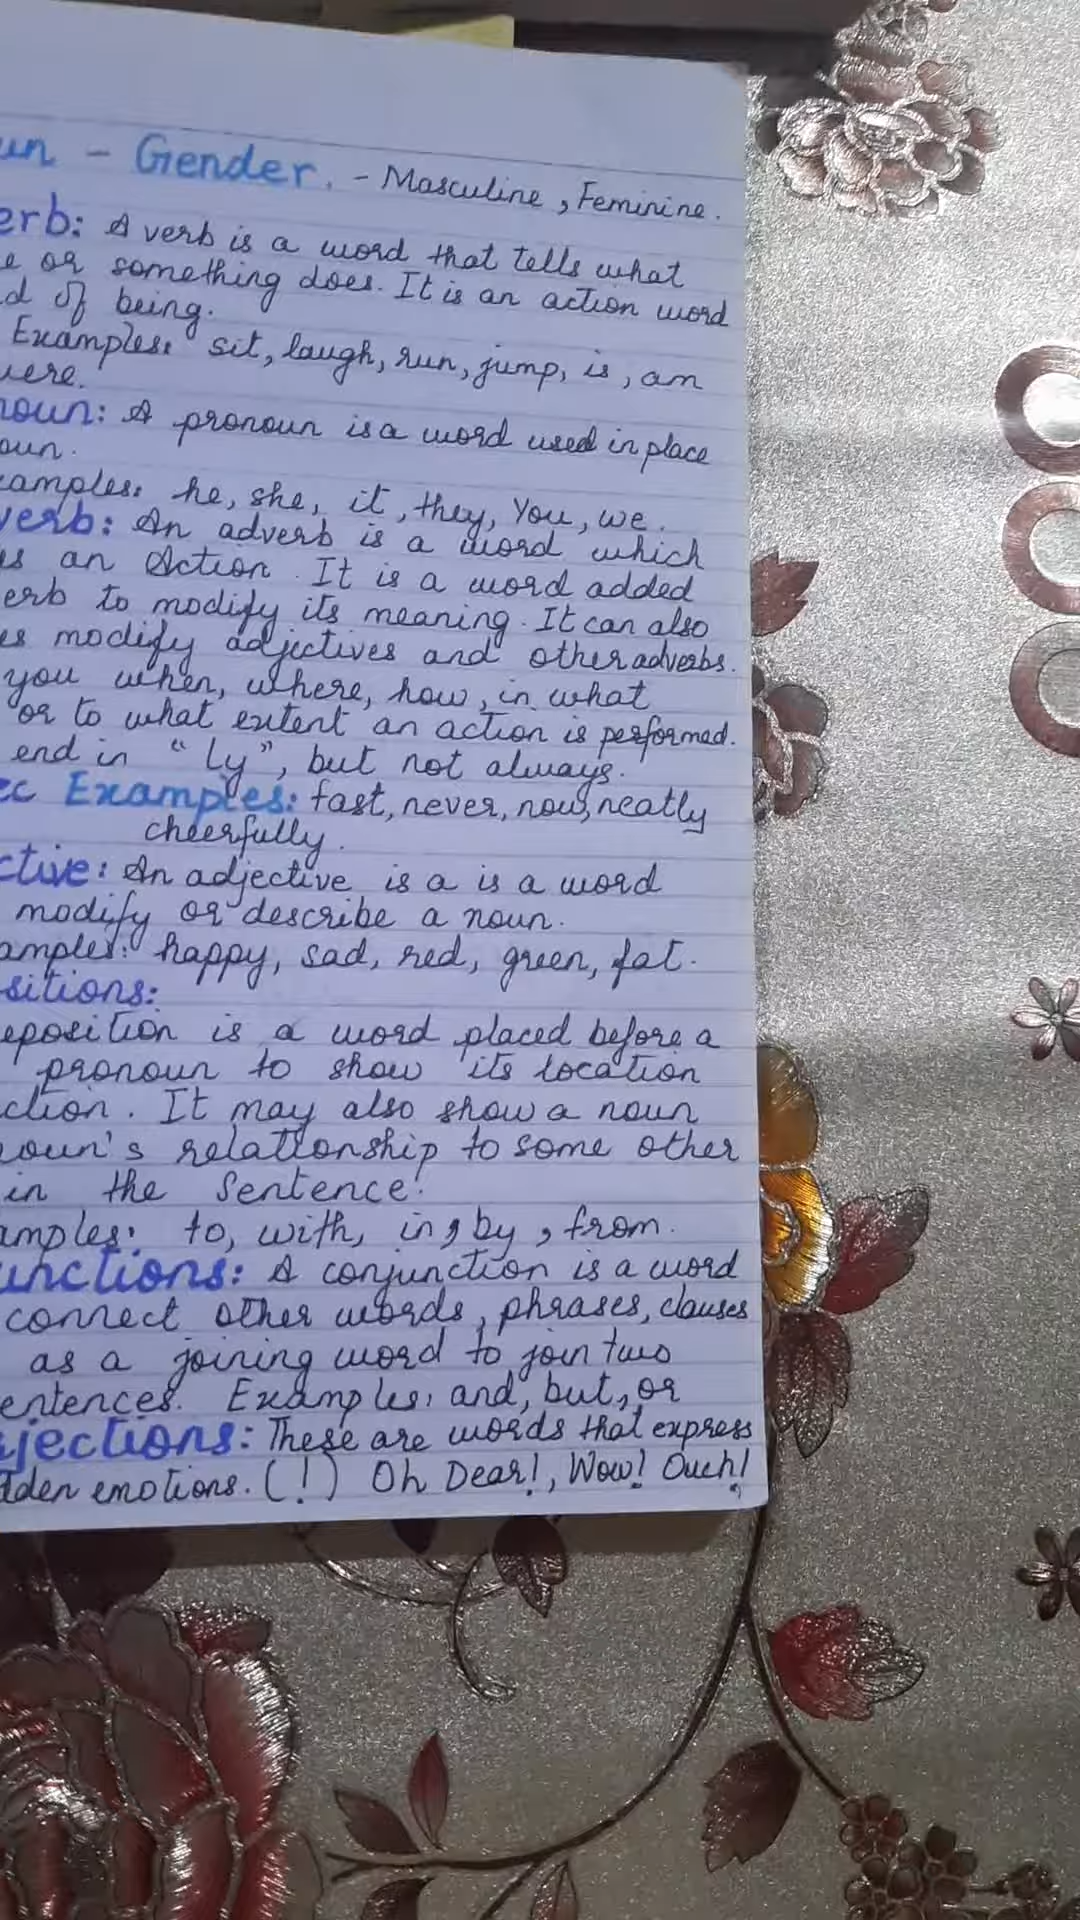 un - Gender. - Masculine, Feminine.
erb: A verb is a word that tells what
e or something does. It is an action word
d of being.
Examples: sit, laugh, run, jump, is, am
were.
noun: A pronoun is a word used in place
oun.
amples: he, she, it, they, You, we.
verb: An adverb is a word which
es an Action. It is a word added
erb to modify its meaning. It can also
es modify adjectives and other adverbs.
you when, where, how, in what
or to what extent an action is performed.
end in "ly", but not always.
Examples: fast, never, now, neatly
cheerfully.
ctive: An adjective is a is a word
modify or describe a noun.
amples: happy, sad, red, green, fat.
sitions:
eposition is a word placed before a
pronoun to show its location
ction. It may also show a noun
noun's relationship to some other
in the Sentence.
amples: to, with, in, by, from.
unctions: A conjunction is a word
connect other words, phrases, clauses
as a joining word to join two
entences. Examples: and, but, or
jections: These are words that express
dden emotions. (!) Oh Dear!, Wow! Ouch!